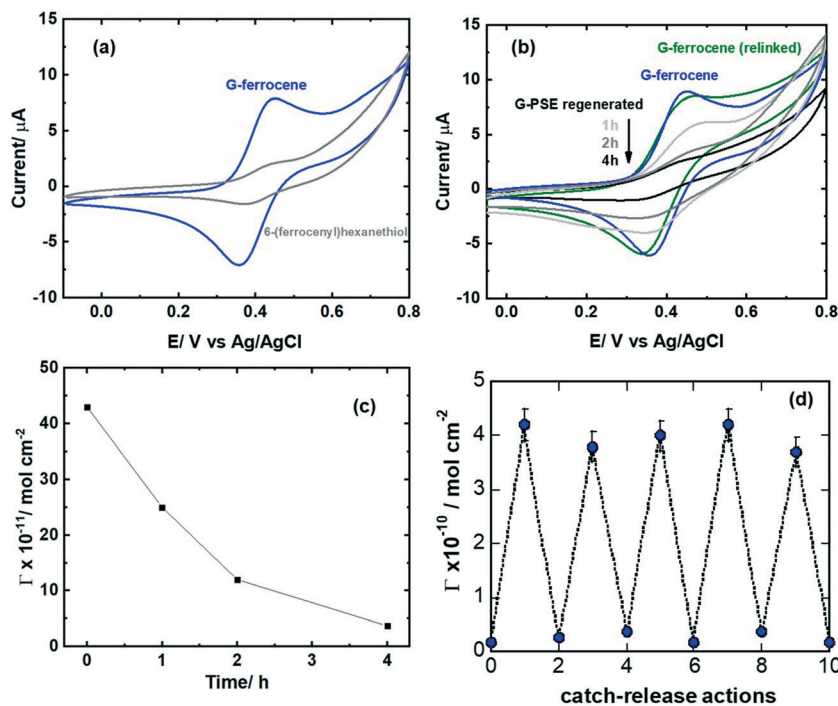 (a)
G-ferrocene
6-(ferrocenyl)hexanethiol
15
10
5
0
-5
-10
Current/ μA
0.0 0.2 0.4 0.6 0.8
E/ V vs Ag/AgCl
(b)
G-ferrocene (relinked)
G-ferrocene
G-PSE regenerated
1h
2h
4h
15
10
5
0
-5
-10
Current/ μA
0.0 0.2 0.4 0.6 0.8
E/ V vs Ag/AgCl
(c)
50
40
30
20
10
0
Γ x 10-11/ mol cm-2
0 1 2 3 4
Time/ h
(d)
5
4
3
2
1
0
Γ x10-10 / mol cm-2
0 2 4 6 8 10
catch-release actions